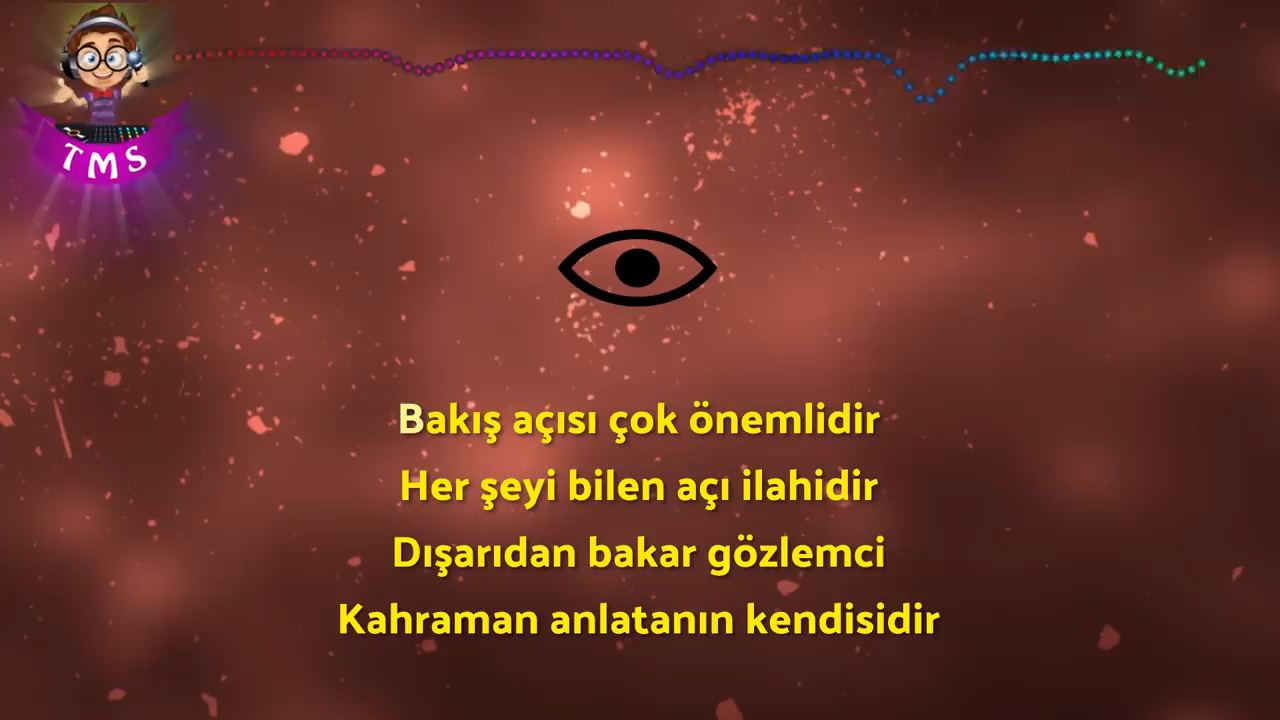 TMS
Bakış açısı çok önemlidir
Her şeyi bilen açı ilahidir
Dışarıdan bakar gözlemci
Kahraman anlatanın kendisidir